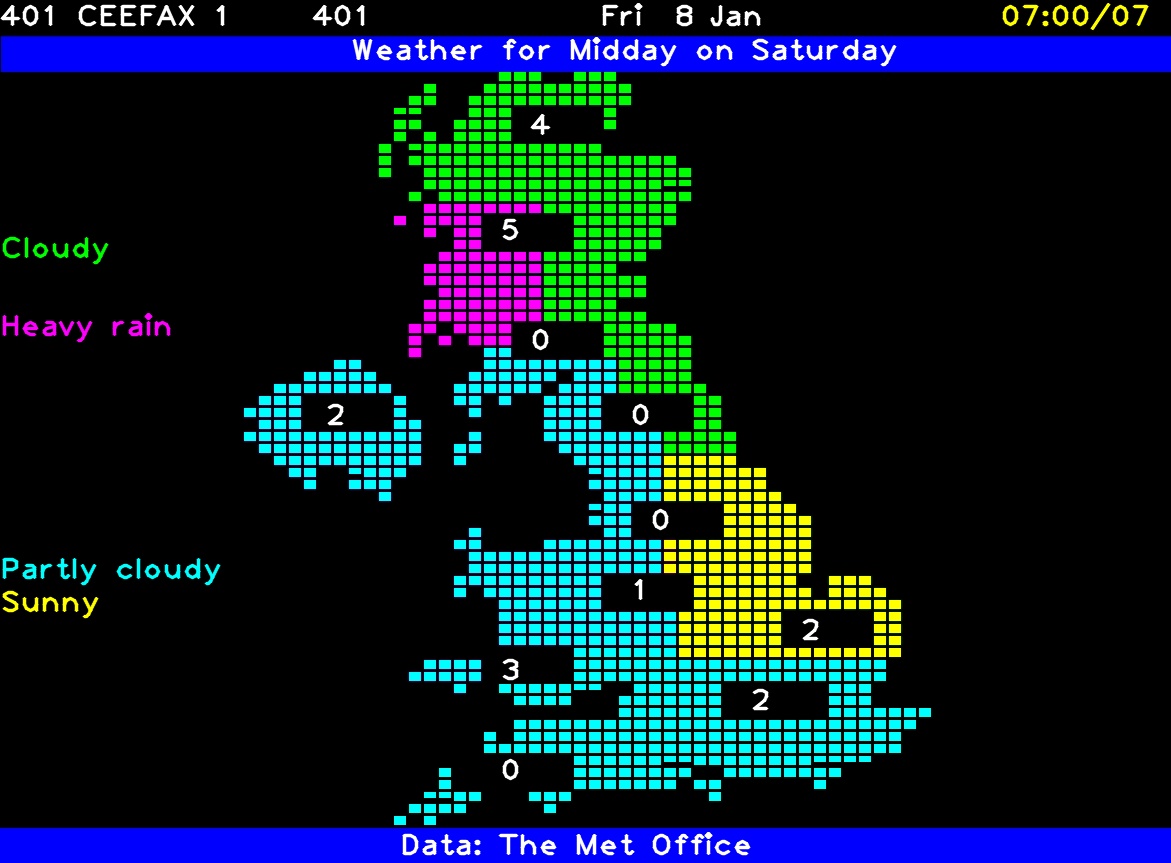 401 CEEFAX 1 401 Fri 8 Jan 07:00/07
Weather for Midday on Saturday
4
5
Cloudy
Heavy rain
0
2
0
0
Partly cloudy
1
Sunny
2
3
2
0
Data: The Met Office